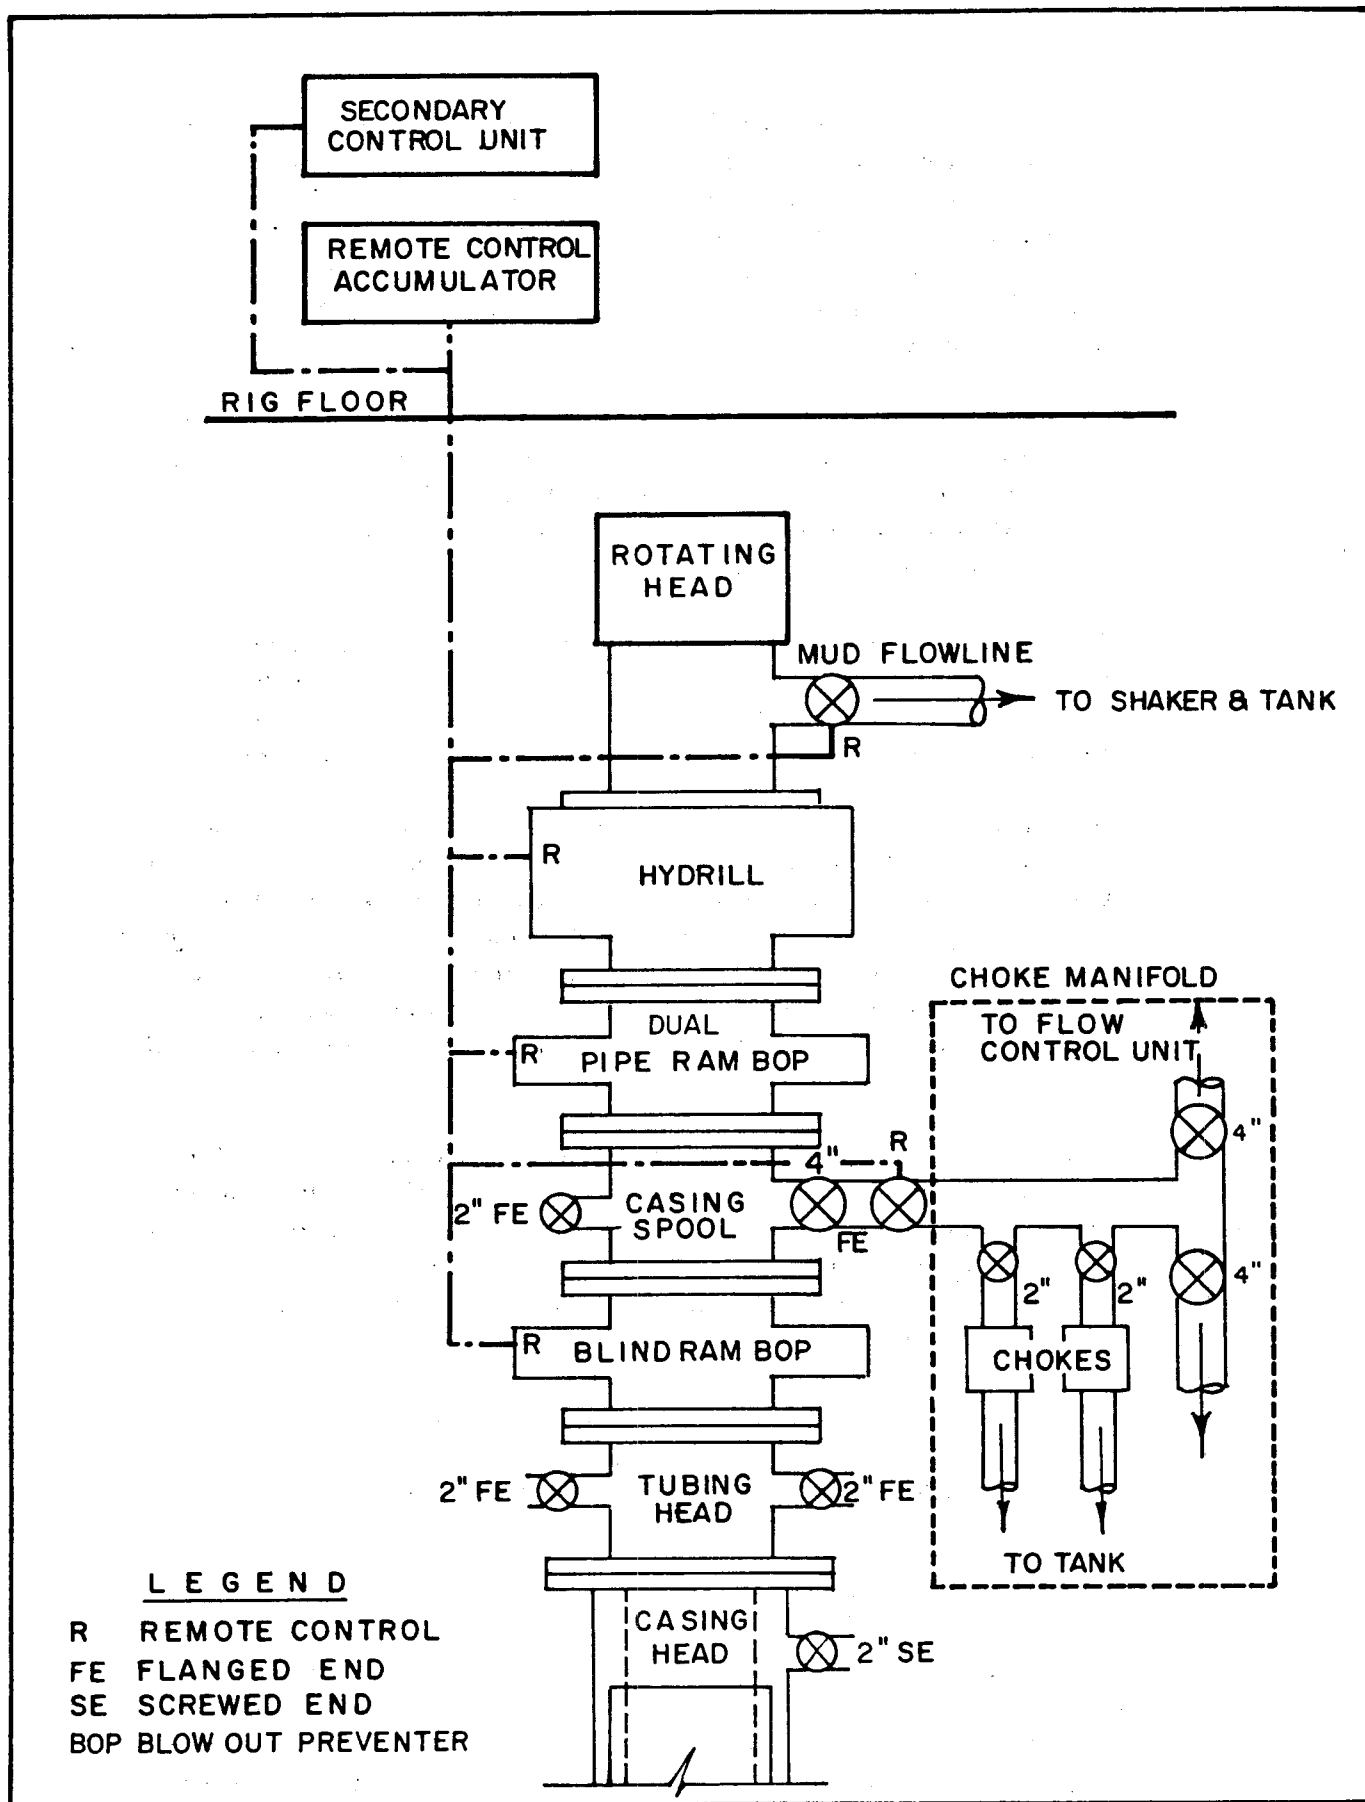 SECONDARY
CONTROL UNIT
REMOTE CONTROL
ACCUMULATOR
RIG FLOOR
ROTATING
HEAD
MUD FLOWLINE
TO SHAKER & TANK
R
R
HYDRILL
CHOKE MANIFOLD
TO FLOW
CONTROL UNIT
DUAL
R
PIPE RAM BOP
4"
R
4"
2" FE
CASING
SPOOL
FE
4"
2"
2"
R
BLIND RAM BOP
CHOKES
2" FE
TUBING
HEAD
2" FE
TO TANK
LEGEND
R REMOTE CONTROL
FE FLANGED END
SE SCREWED END
BOP BLOW OUT PREVENTER
CASING
HEAD
2" SE